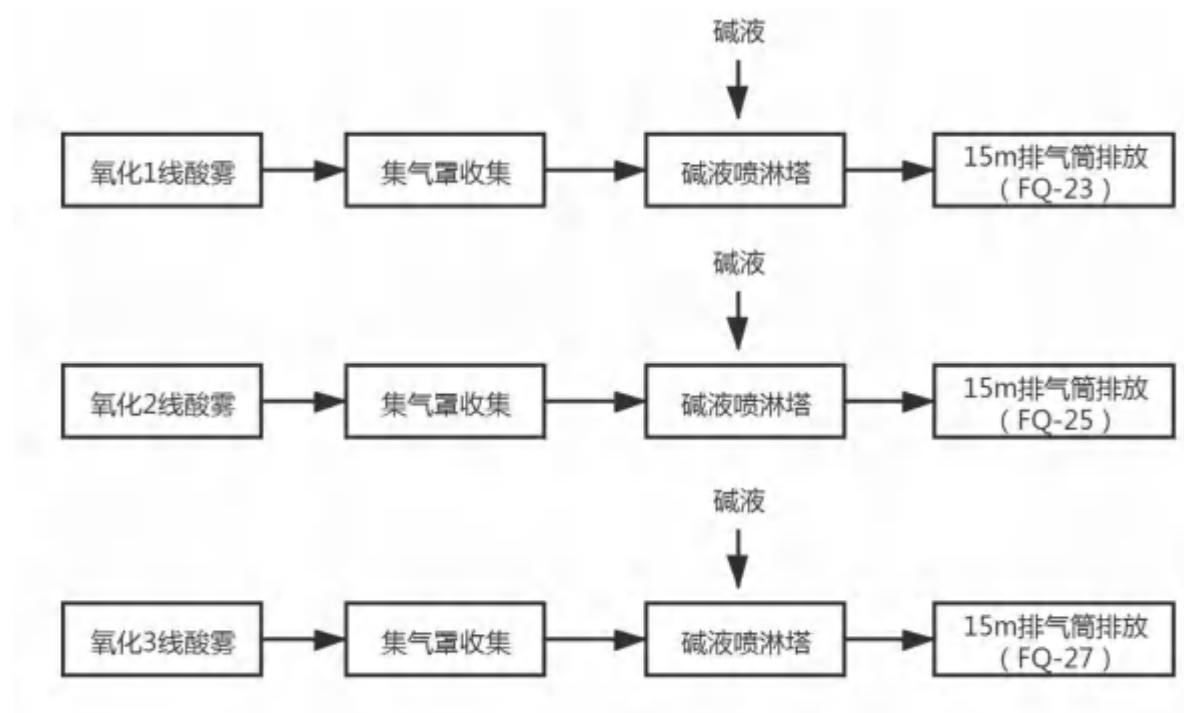 碱液
氧化1线酸雾
集气罩收集
碱液喷淋塔
15m排气筒排放
（FQ-23）
碱液
氧化2线酸雾
集气罩收集
碱液喷淋塔
15m排气筒排放
（FQ-25）
碱液
氧化3线酸雾
集气罩收集
碱液喷淋塔
15m排气筒排放
（FQ-27）